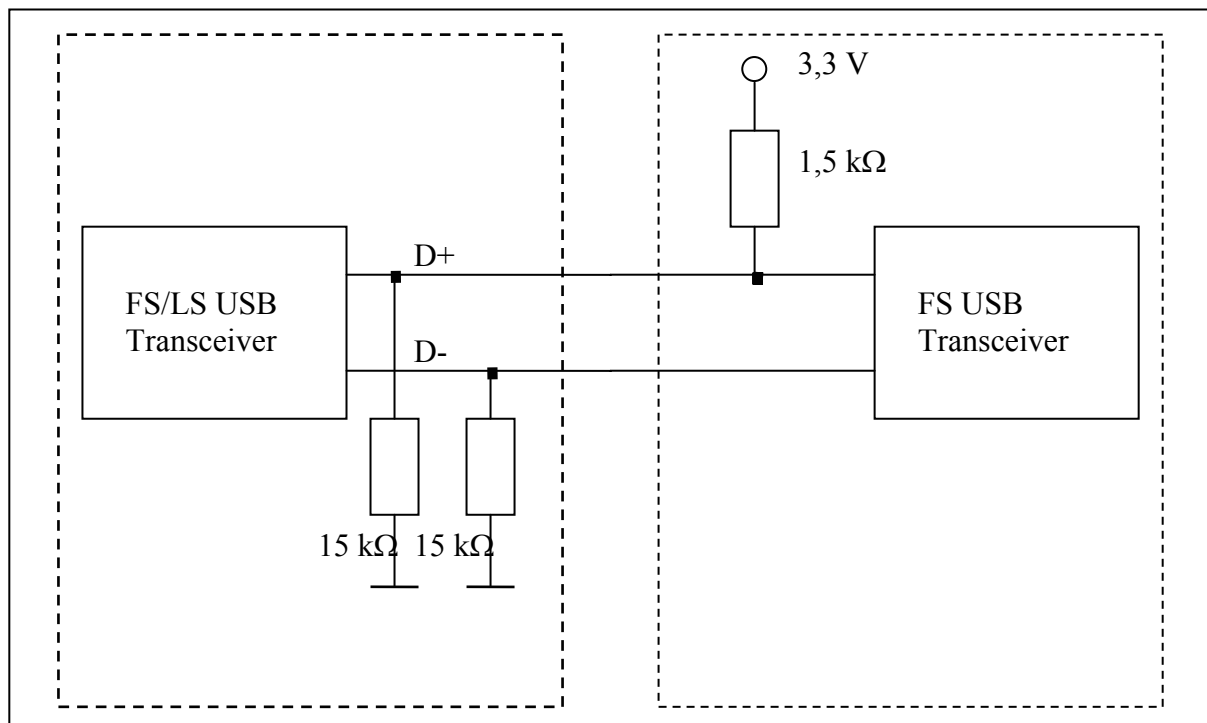 3,3 V
1,5 kΩ
D+
FS/LS USB
Transceiver
FS USB
Transceiver
D-
15 kΩ 15 kΩ